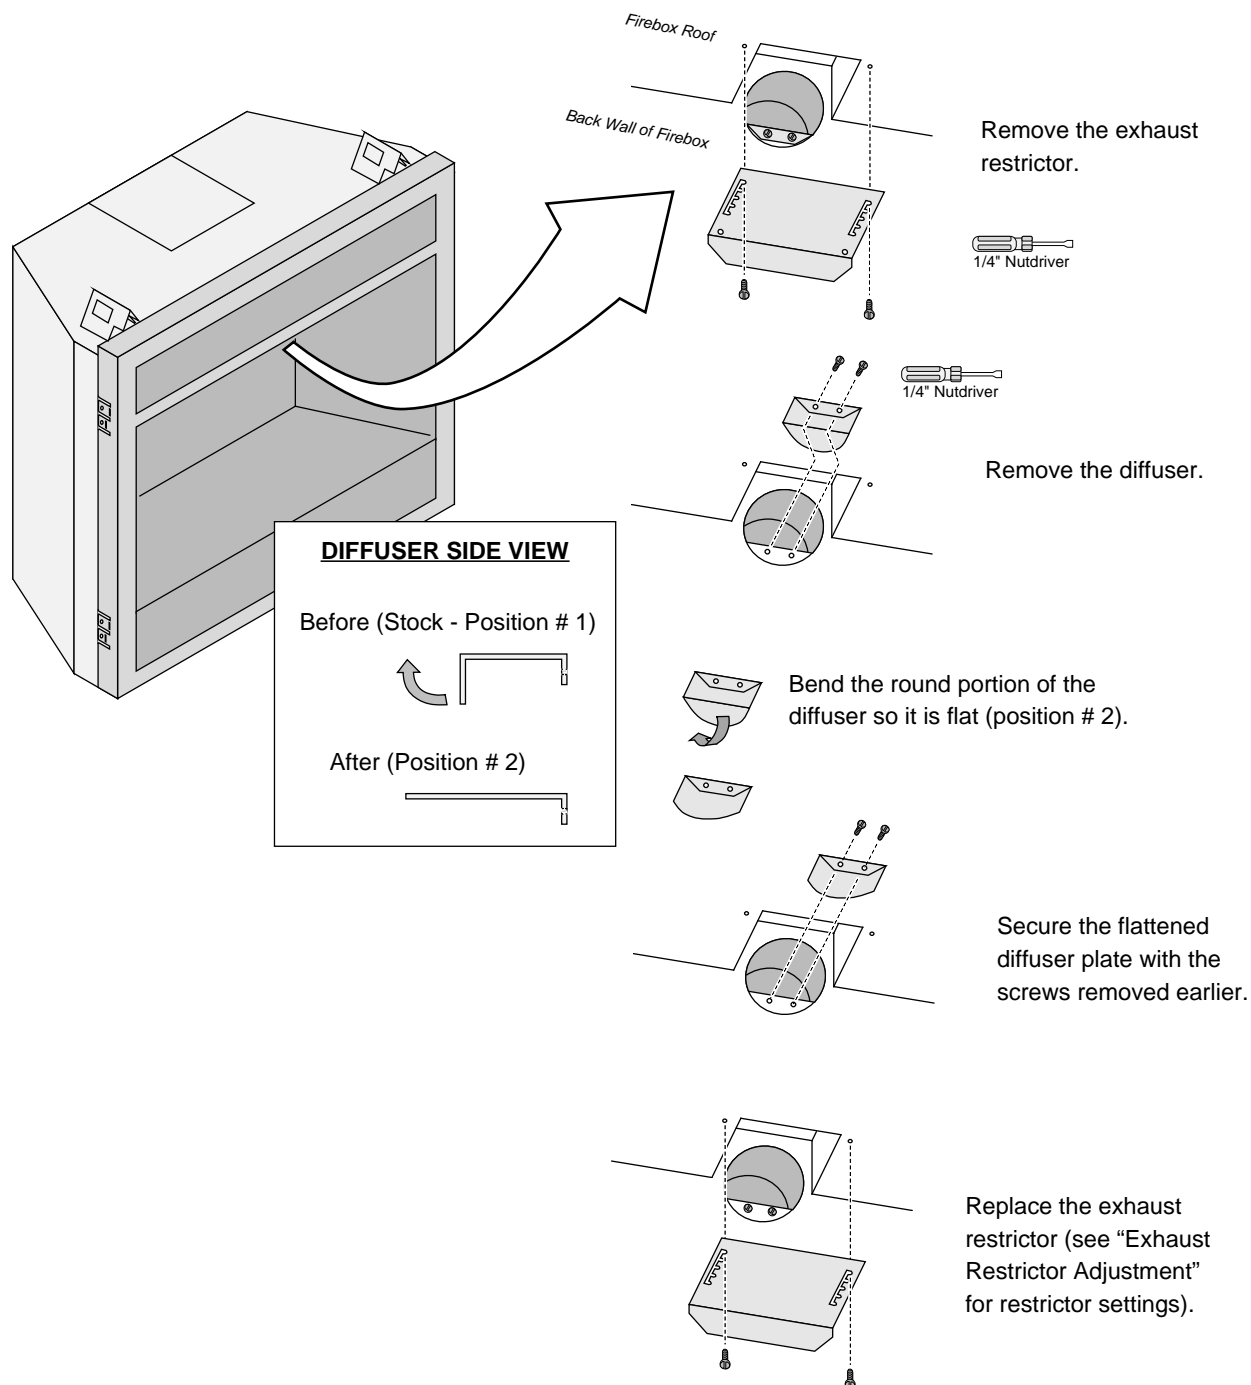 Firebox Roof
Back Wall of Firebox
Remove the exhaust
restrictor.
1/4" Nutdriver
1/4" Nutdriver
Remove the diffuser.
DIFFUSER SIDE VIEW
Before (Stock - Position # 1)
After (Position # 2)
Bend the round portion of the
diffuser so it is flat (position # 2).
Secure the flattened
diffuser plate with the
screws removed earlier.
Replace the exhaust
restrictor (see “Exhaust
Restrictor Adjustment”
for restrictor settings).